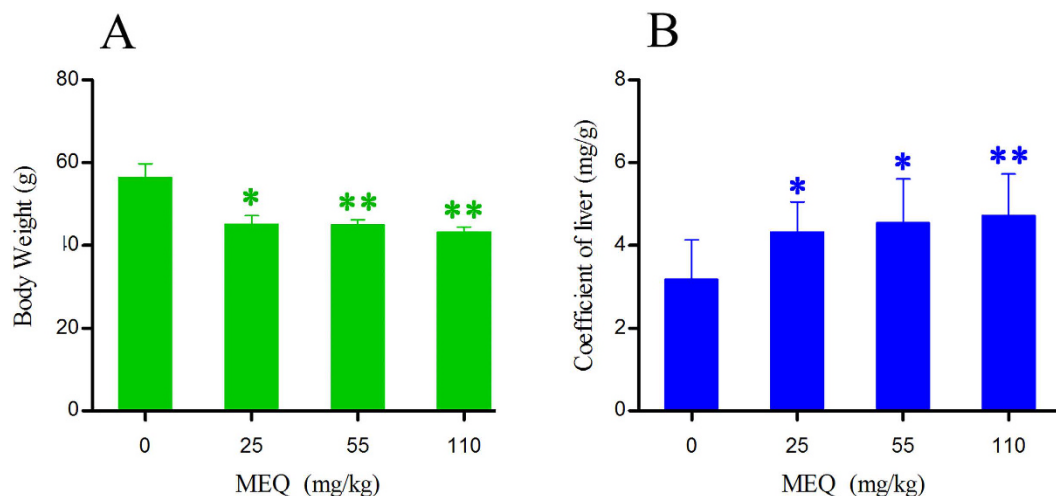 A
80
60
40
20
0
Body Weight (g)
*
**
**
0 25 55 110
MEQ (mg/kg)
B
8
6
4
2
0
Coefficient of liver (mg/g)
*
*
**
0 25 55 110
MEQ (mg/kg)